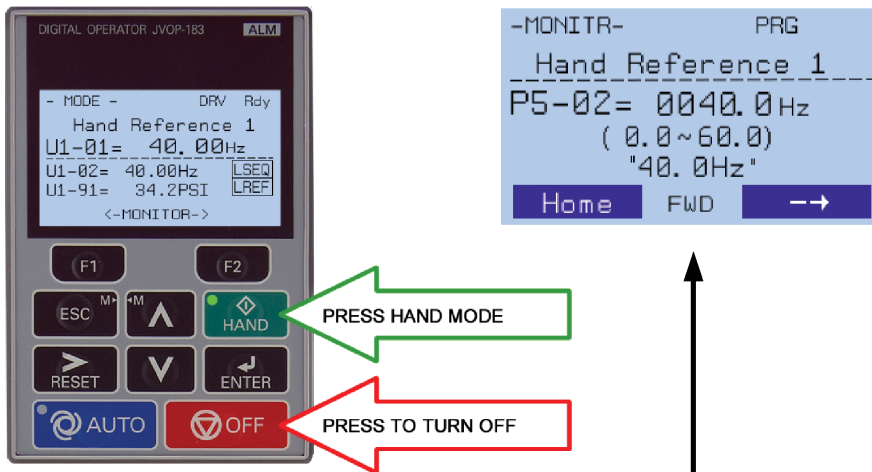 DIGITAL OPERATOR JVOP-183 ALM
- MODE - DRV Rdy
Hand Reference 1
U1-01= 40.00Hz
U1-02= 40.00Hz LSEQ
U1-91= 34.2PSI LREF
<-MONITOR->
F1 F2
ESC M M HAND
RESET ENTER
AUTO OFF
PRESS HAND MODE
PRESS TO TURN OFF
-MONITR- PRG
Hand Reference 1
P5-02= 0040.0Hz
( 0.0~60.0)
"40.0Hz"
Home FWD →